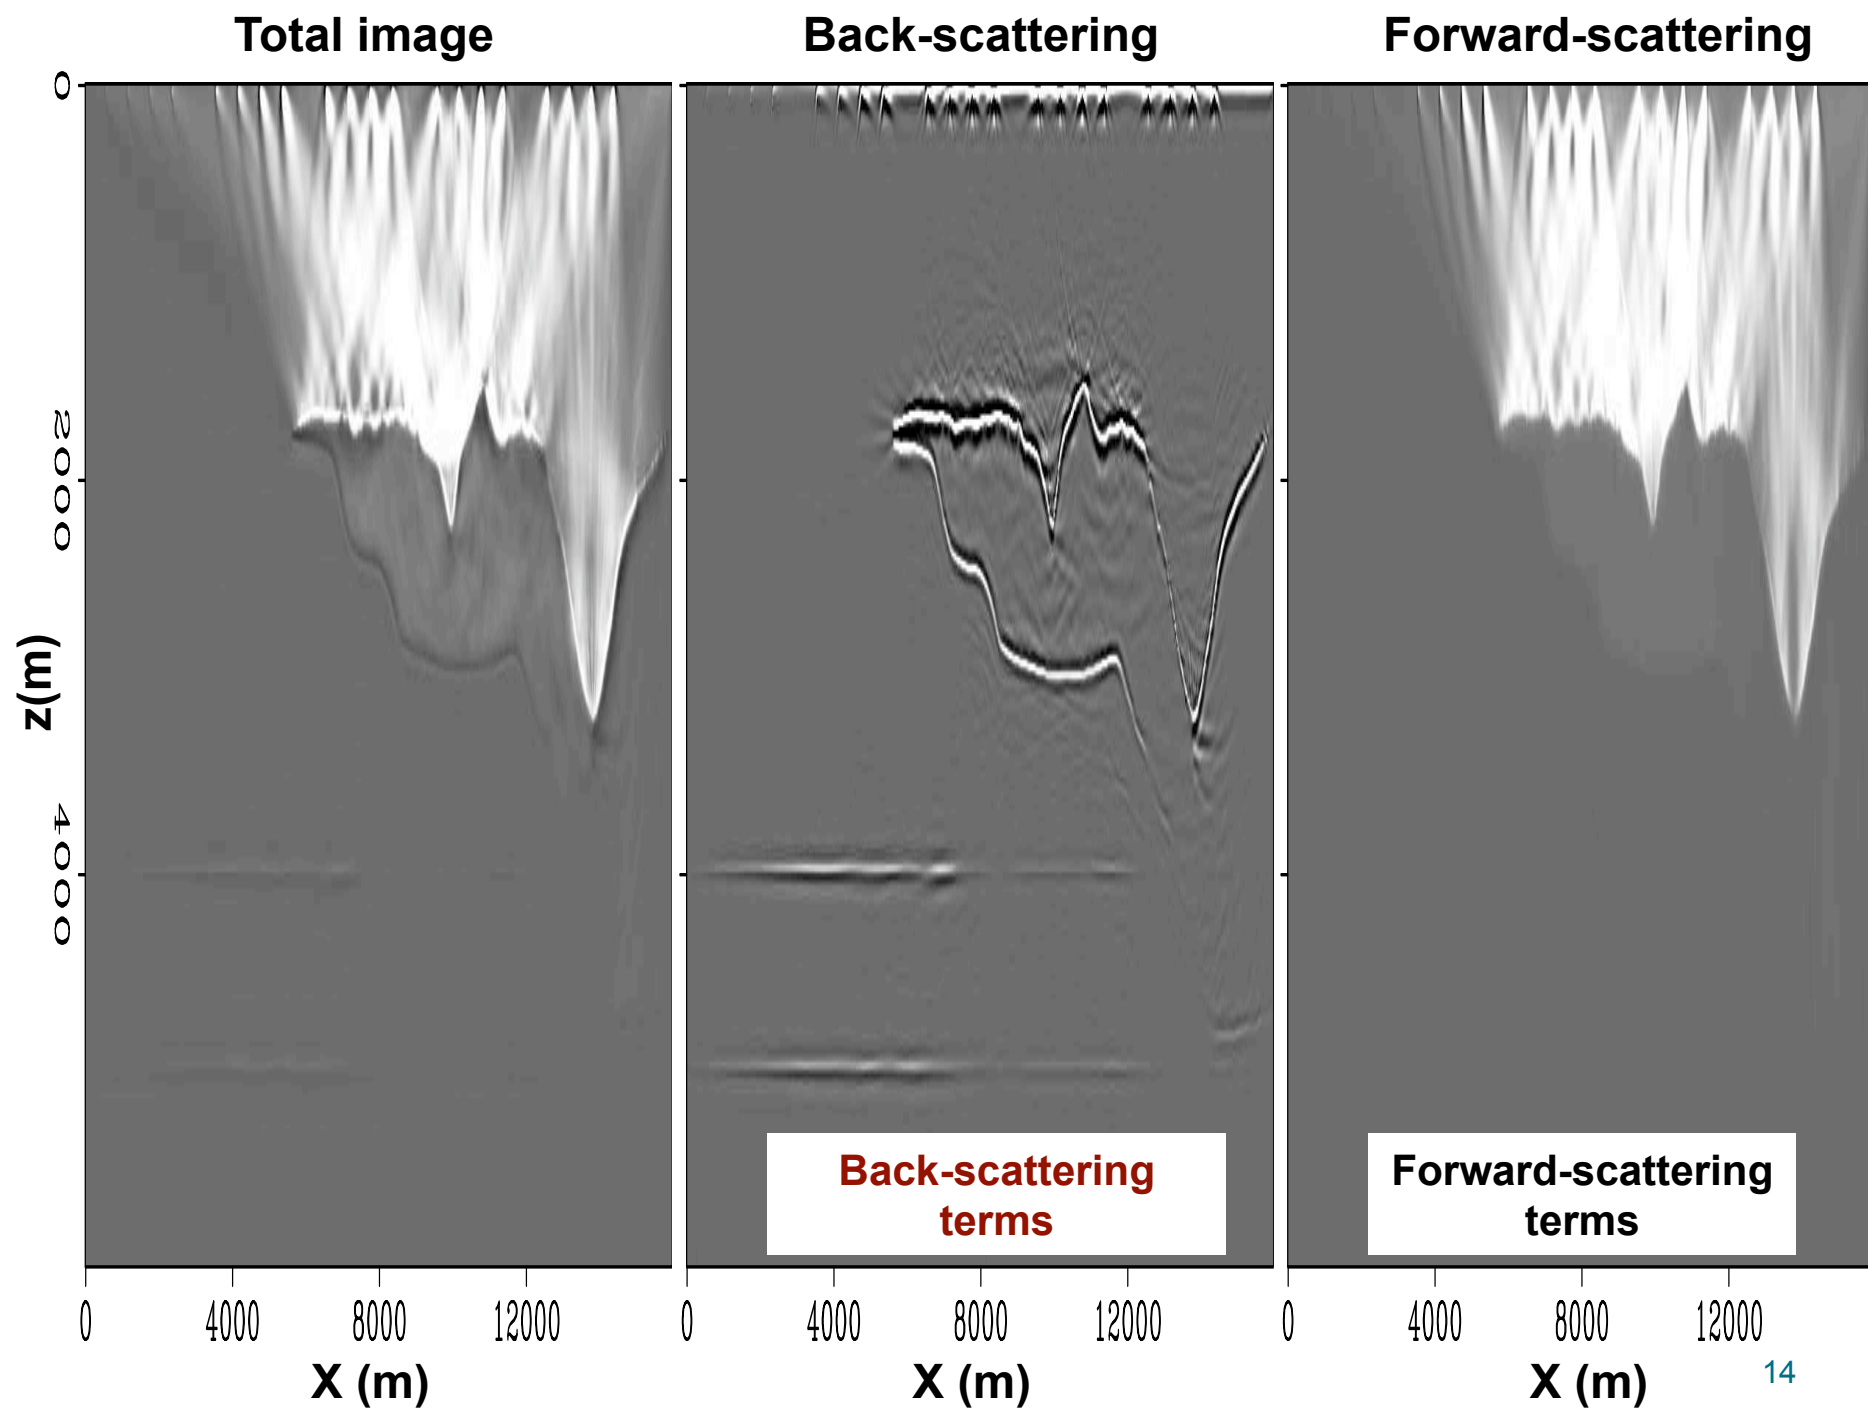 Total image
Back-scattering
Forward-scattering
0
2000
4000
z(m)
Back-scattering
terms
Forward-scattering
terms
0 4000 8000 12000
0 4000 8000 12000
0 4000 8000 12000
X (m)
X (m)
X (m)
14